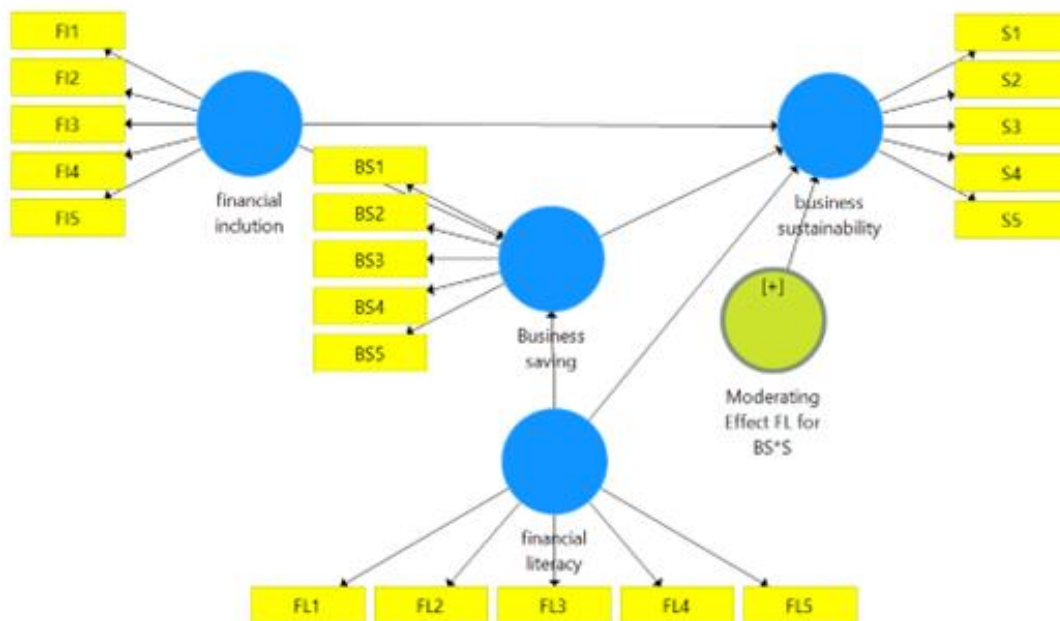 FI1
FI2
FI3
FI4
FI5
financial
inclution
BS1
BS2
BS3
BS4
BS5
Business
saving
S1
S2
S3
S4
S5
business
sustainability
[+]
Moderating
Effect FL for
BS*S
financial
literacy
FL1
FL2
FL3
FL4
FL5